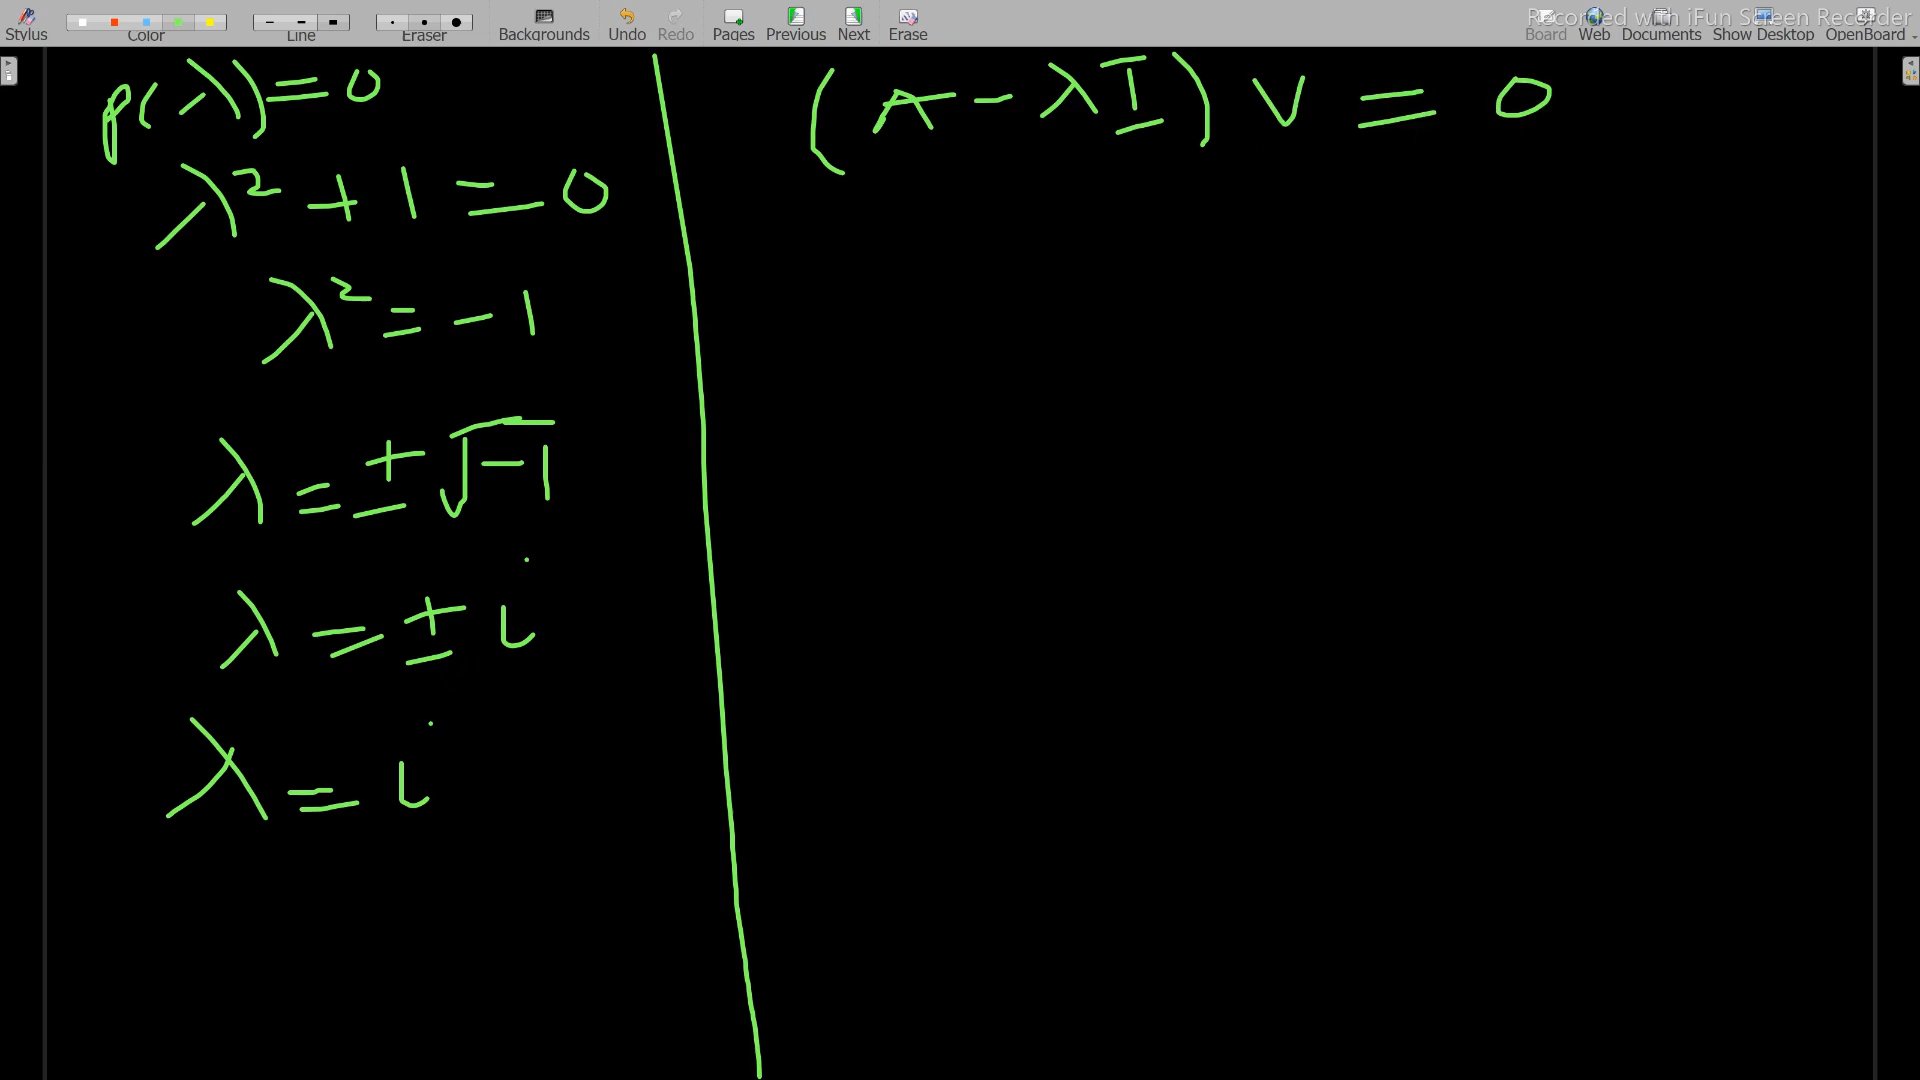 Recorded with iFun Screen Recorder
Stylus Color Line Eraser Backgrounds Undo Redo Pages Previous Next Erase Board Web Documents Show Desktop OpenBoard
p(λ)=0
λ²+1=0
λ²=-1
λ=±√-1
λ=±i
λ=i
(A-λI)v=0